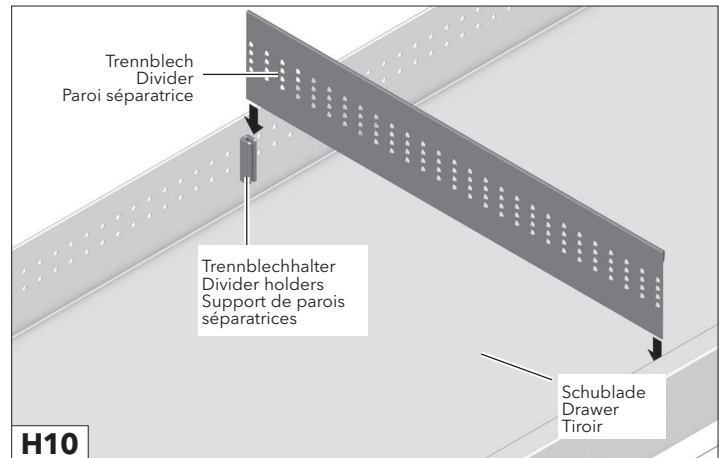 Trennblech
Divider
Paroi séparatrice
Trennblechhalter
Divider holders
Support de parois
séparatrices
Schublade
Drawer
Tiroir
H10